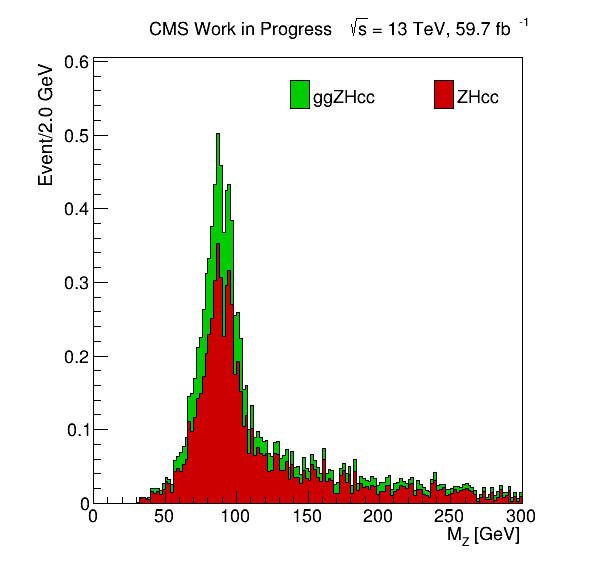 CMS Work in Progress √s = 13 TeV, 59.7 fb -1
Event/2.0 GeV
ggZHcc ZHcc
0.6
0.5
0.4
0.3
0.2
0.1
0
0 50 100 150 200 250 300
M_Z [GeV]